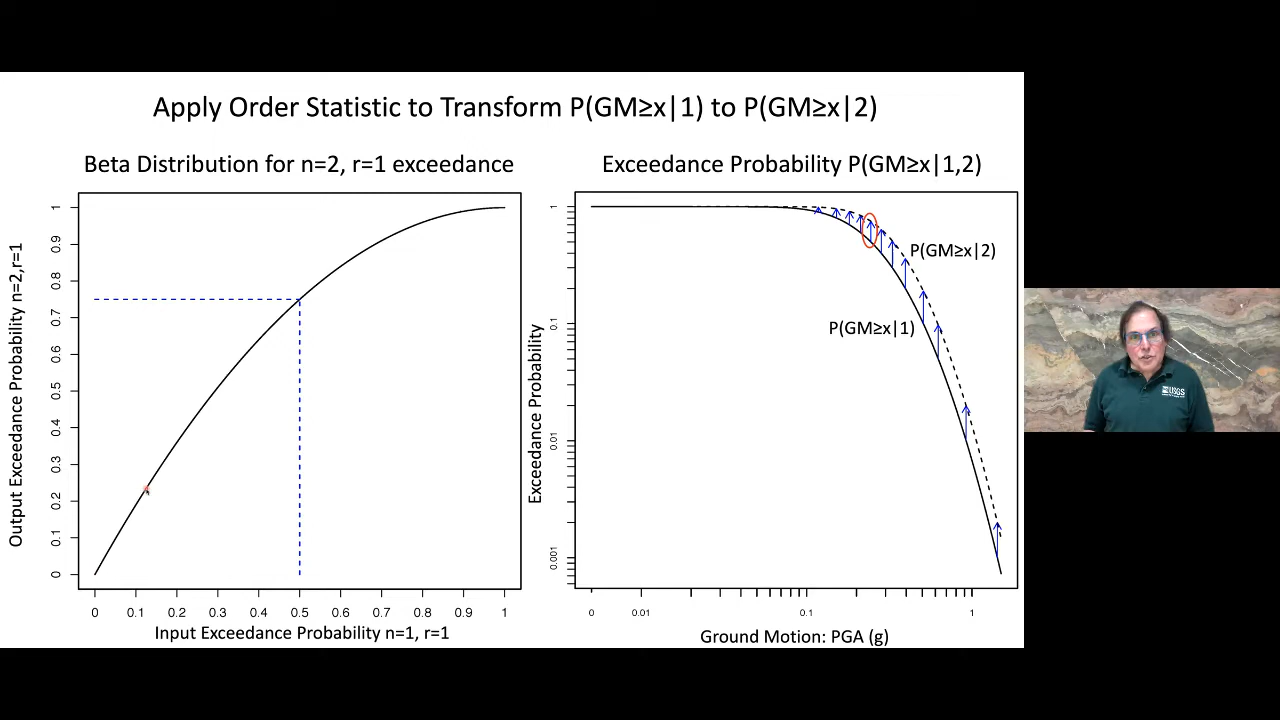 Apply Order Statistic to Transform P(GM≥x|1) to P(GM≥x|2)
Beta Distribution for n=2, r=1 exceedance
Output Exceedance Probability n=2,r=1
1
0.9
0.8
0.7
0.6
0.5
0.4
0.3
0.2
0.1
0
0 0.1 0.2 0.3 0.4 0.5 0.6 0.7 0.8 0.9 1
Input Exceedance Probability n=1, r=1
Exceedance Probability P(GM≥x|1,2)
Exceedance Probability
1
0.1
0.01
0.001
P(GM≥x|2)
P(GM≥x|1)
0 0.01 0.1 1
Ground Motion: PGA (g)
USGS